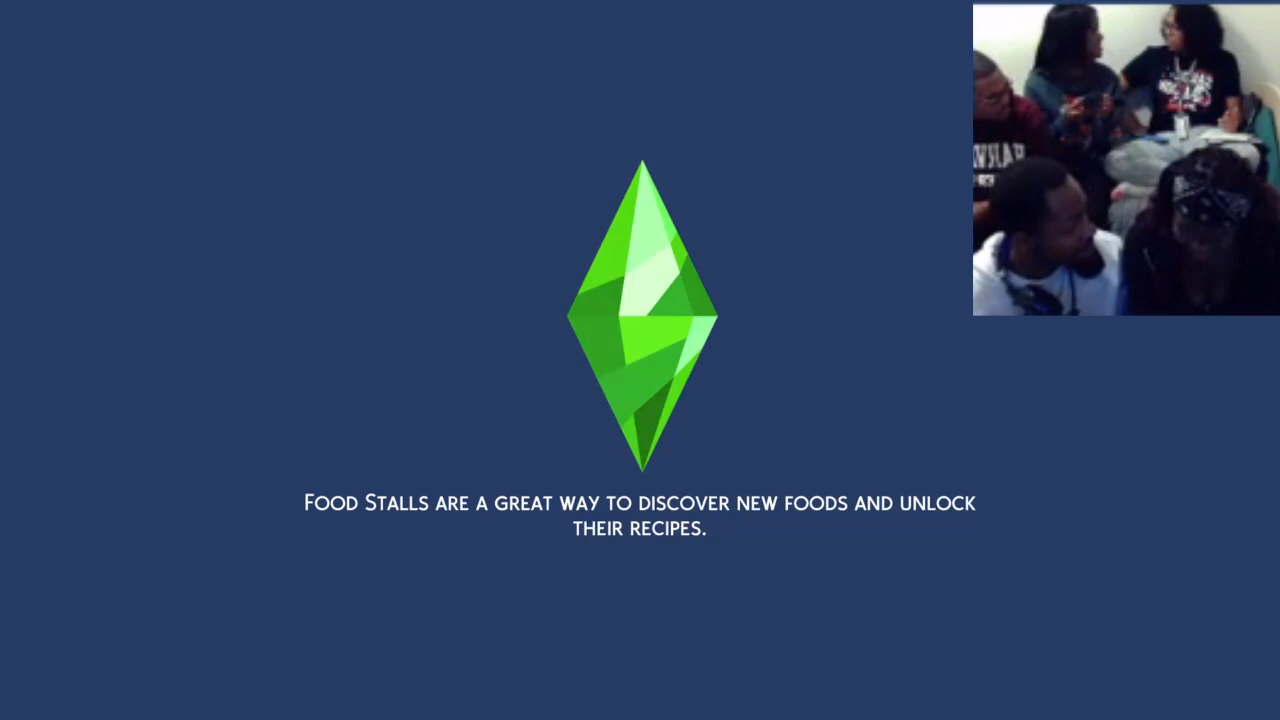 Food Stalls are a great way to discover new foods and unlock
their recipes.